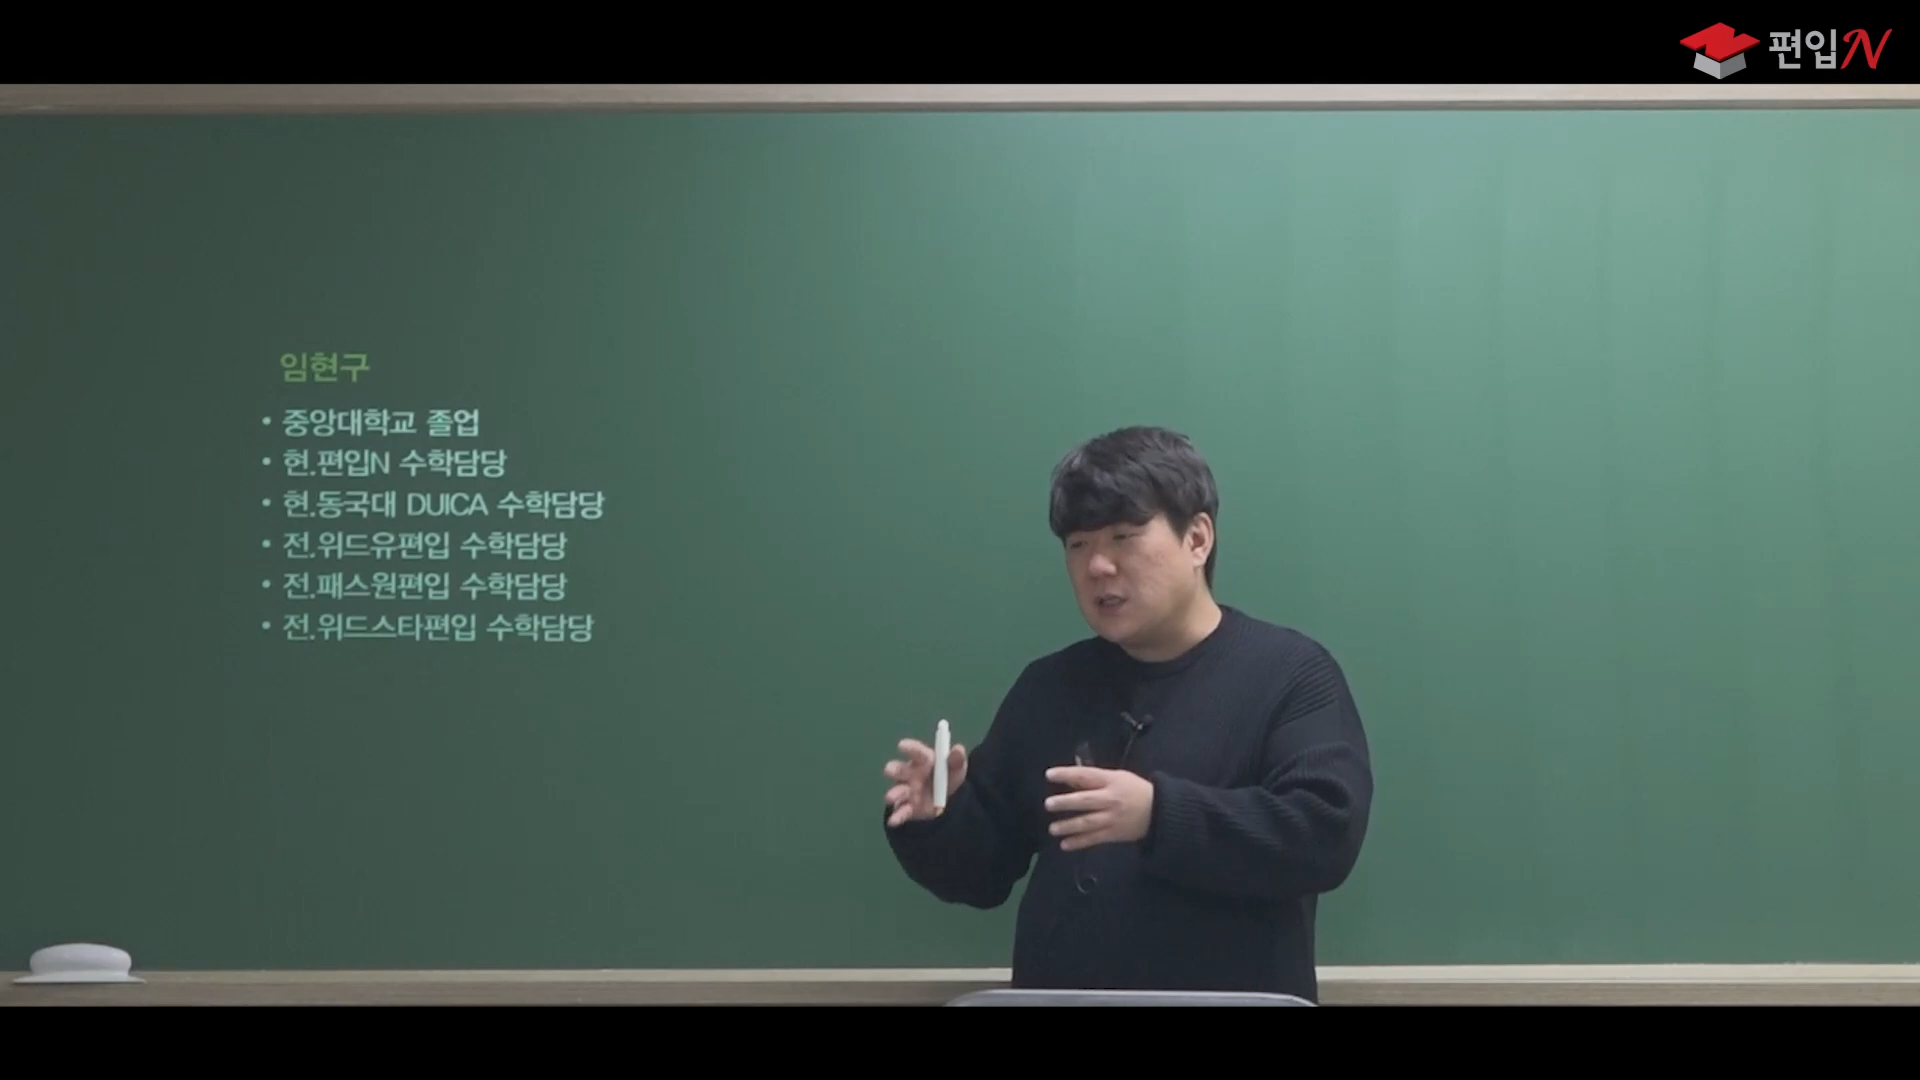 편입N
임현구
• 중앙대학교 졸업
• 현.편입N 수학담당
• 현.동국대 DUICA 수학담당
• 전.위드유편입 수학담당
• 전.패스원편입 수학담당
• 전.위드스타편입 수학담당